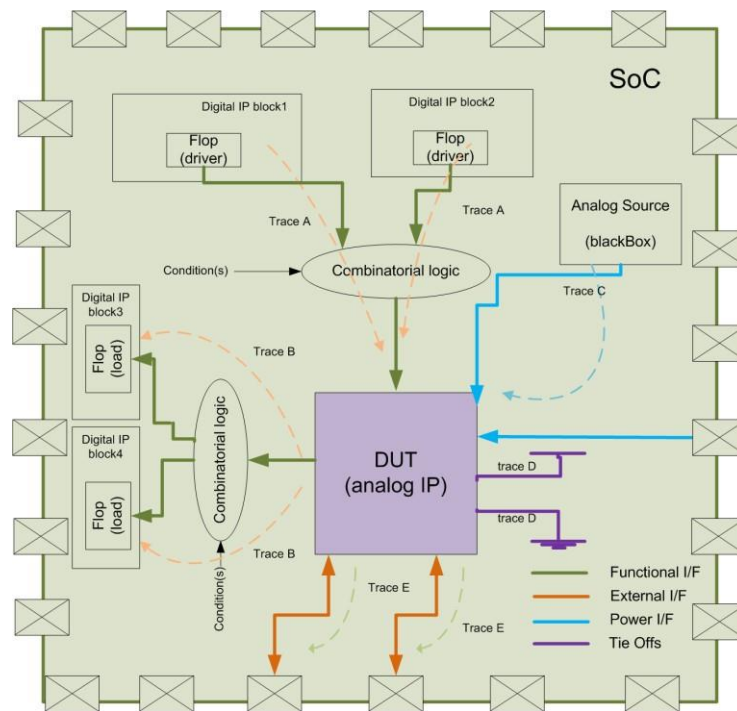 SoC
Digital IP block1
Flop
(driver)
Digital IP block2
Flop
(driver)
Trace A
Trace A
Analog Source
(blackBox)
Condition(s)
Combinatorial logic
Trace C
Digital IP
block3
Flop
(load)
Trace B
Combinatorial logic
Digital IP
block4
Flop
(load)
Trace B
Condition(s)
DUT
(analog IP)
trace D
trace D
Trace E
Trace E
Functional I/F
External I/F
Power I/F
Tie Offs